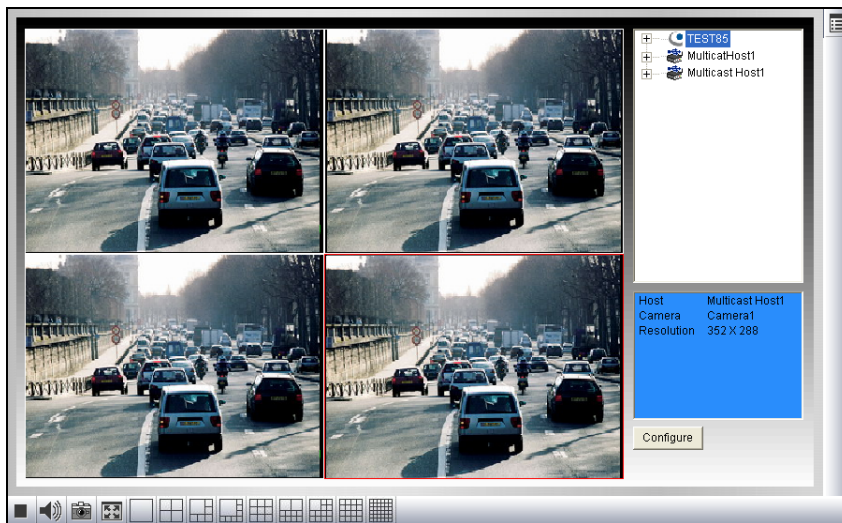 TEST85
MulticatHost1
Multicast Host1
Host Multicast Host1
Camera Camera1
Resolution 352 X 288
Configure